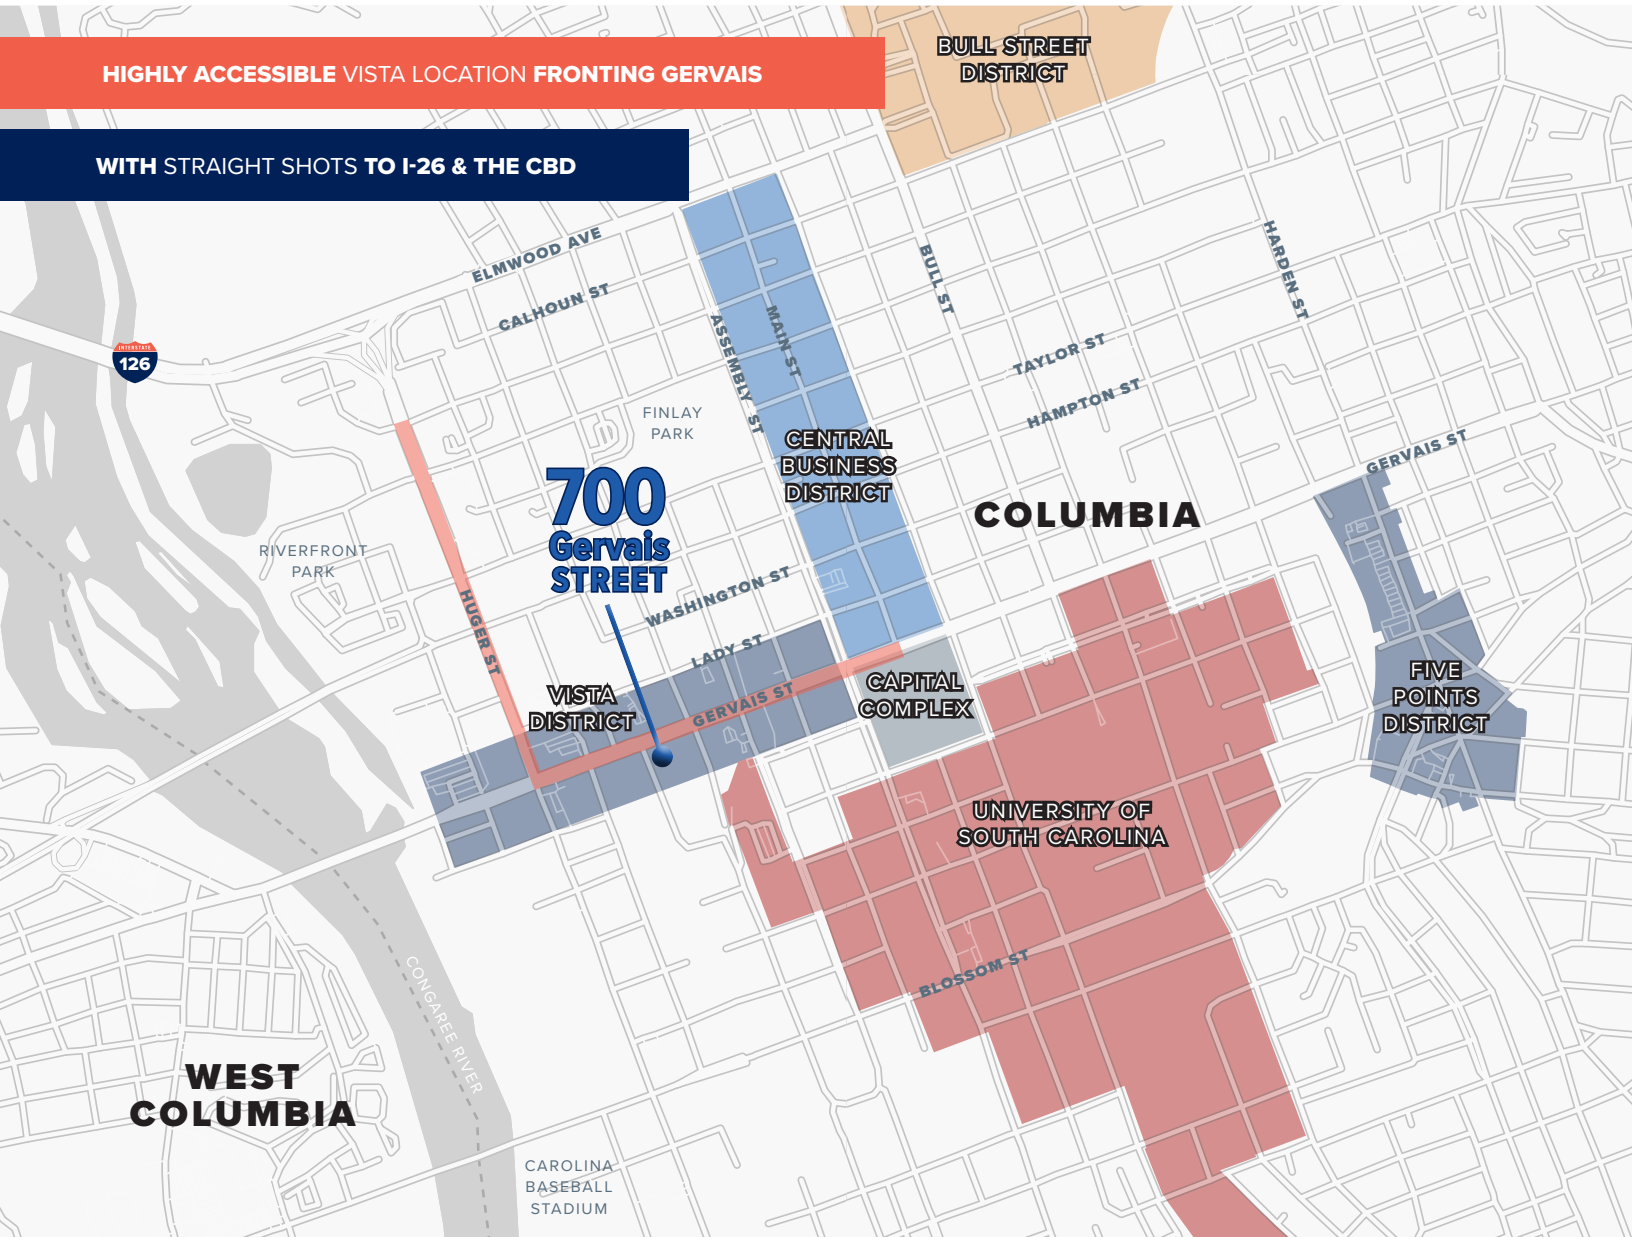 HIGHLY ACCESSIBLE VISTA LOCATION FRONTING GERVAIS
WITH STRAIGHT SHOTS TO I-26 & THE CBD
BULL STREET
DISTRICT
ELMWOOD AVE
CALHOUN ST
ASSEMBLY ST
MAIN ST
BULL ST
HARDEN ST
TAYLOR ST
HAMPTON ST
GERVAIS ST
INTERSTATE
126
FINLAY
PARK
CENTRAL
BUSINESS
DISTRICT
COLUMBIA
700
Gervais
STREET
RIVERFRONT
PARK
HUGER ST
WASHINGTON ST
LADY ST
GERVAIS ST
VISTA
DISTRICT
CAPITAL
COMPLEX
FIVE
POINTS
DISTRICT
UNIVERSITY OF
SOUTH CAROLINA
BLOSSOM ST
CONGAREE RIVER
WEST
COLUMBIA
CAROLINA
BASEBALL
STADIUM